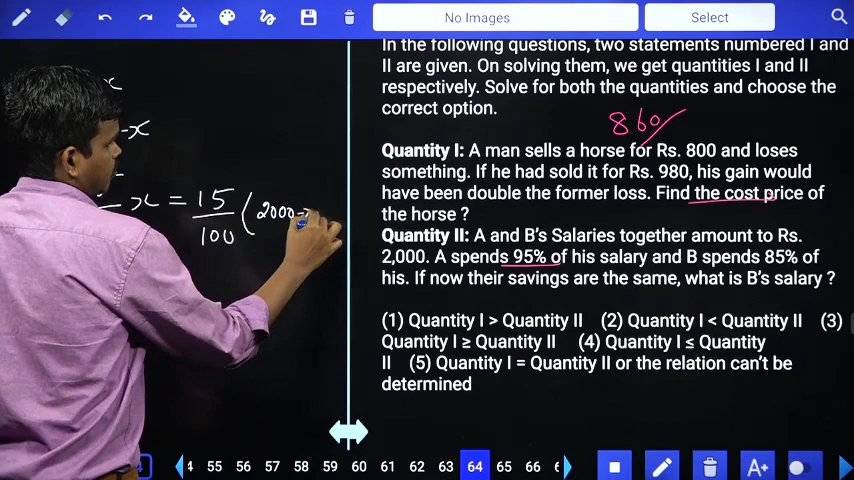 No Images
Select
In the following questions, two statements numbered I and
II are given. On solving them, we get quantities I and II
respectively. Solve for both the quantities and choose the
correct option.
860/
Quantity I: A man sells a horse for Rs. 800 and loses
something. If he had sold it for Rs. 980, his gain would
have been double the former loss. Find the cost price of
the horse ?
Quantity II: A and B's Salaries together amount to Rs.
2,000. A spends 95% of his salary and B spends 85% of
his. If now their savings are the same, what is B's salary ?
(1) Quantity I > Quantity II (2) Quantity I < Quantity II (3)
Quantity I ≥ Quantity II (4) Quantity I ≤ Quantity
II (5) Quantity I = Quantity II or the relation can't be
determined
x
-x
x = 15/100 (2000-
55 56 57 58 59 60 61 62 63 64 65 66
A+